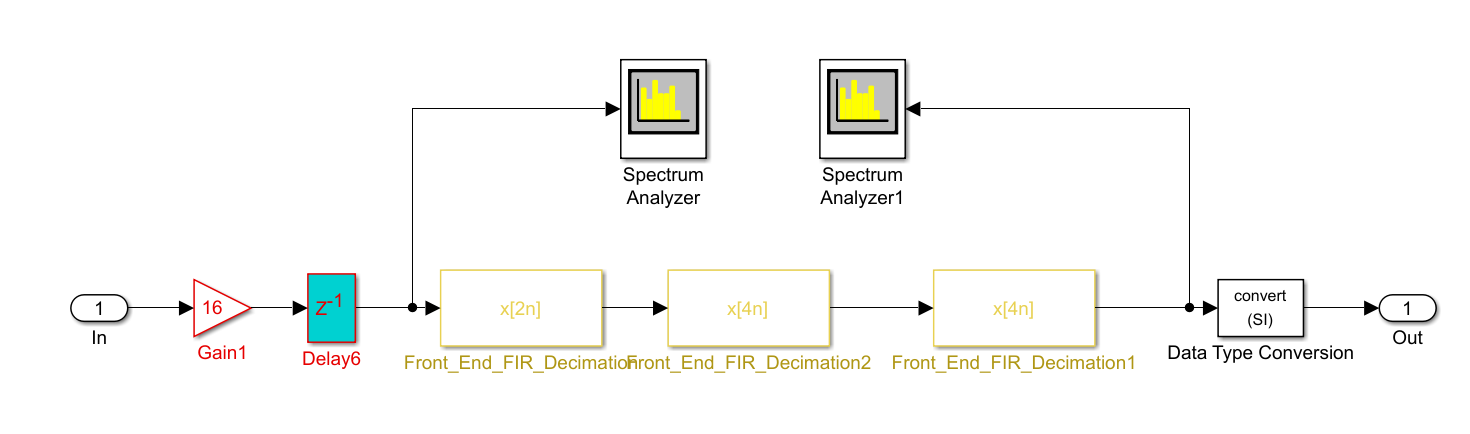 Spectrum
Analyzer
Spectrum
Analyzer1
1
In
16
Gain1
Z-1
Delay6
x[2n]
Front_End_FIR_Decimation
x[4n]
Front_End_FIR_Decimation2
x[4n]
Front_End_FIR_Decimation1
convert
(SI)
Data Type Conversion
1
Out